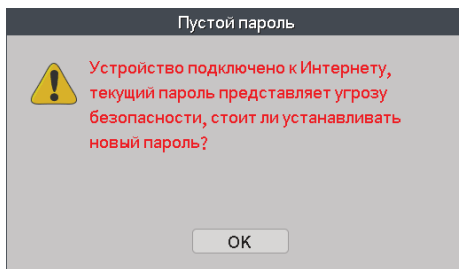 Пустой пароль
Устройство подключено к Интернету,
текущий пароль представляет угрозу
безопасности, стоит ли устанавливать
новый пароль?
OK